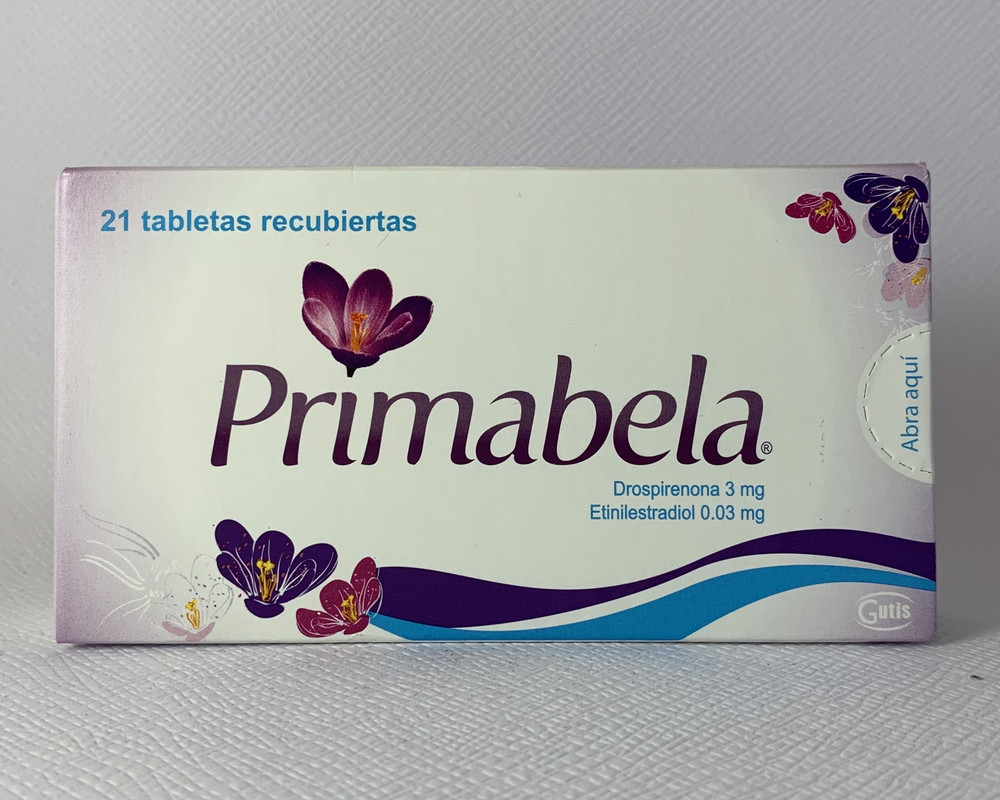 21 tabletas recubiertas
Primabela®
Drospirenona 3 mg
Etinilestradiol 0.03 mg
Abra aquí
Gutis